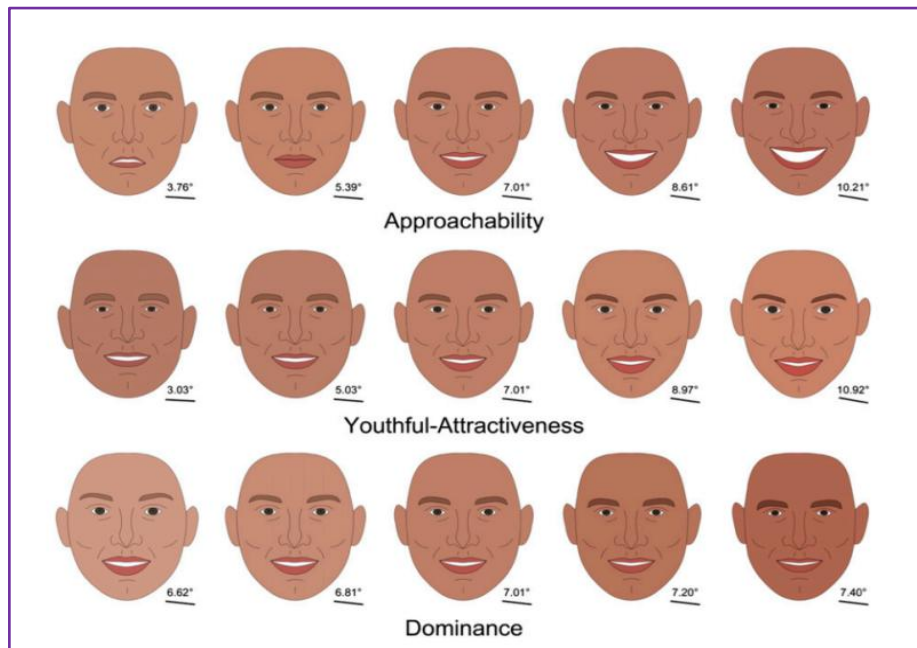 3.76° 5.39° 7.01° 8.61° 10.21°
Approachability
3.03° 5.03° 7.01° 8.97° 10.92°
Youthful-Attractiveness
6.62° 6.81° 7.01° 7.20° 7.40°
Dominance